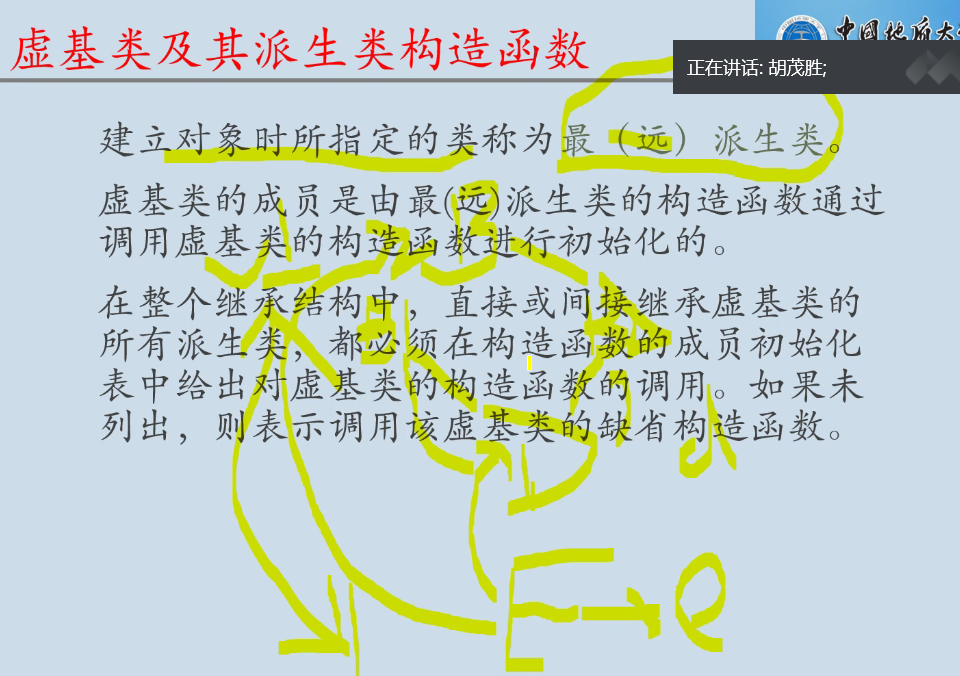 虚基类及其派生类构造函数
中国地质大
正在讲话: 胡茂胜;
建立对象时所指定的类称为最（远）派生类。
虚基类的成员是由最(远)派生类的构造函数通过
调用虚基类的构造函数进行初始化的。
在整个继承结构中，直接或间接继承虚基类的
所有派生类，都必须在构造函数的成员初始化
表中给出对虚基类的构造函数的调用。如果未
列出，则表示调用该虚基类的缺省构造函数。
A
B
D
d
E
e